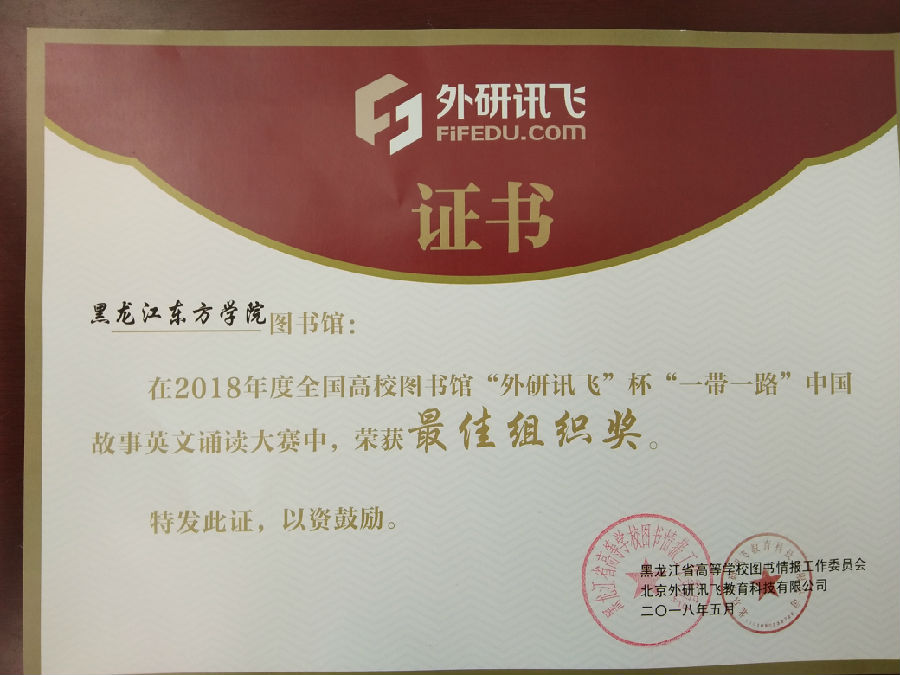 外研讯飞
FiFEDU.com
证书
黑龙江东方学院图书馆：
在2018年度全国高校图书馆“外研讯飞”杯“一带一路”中国
故事英文诵读大赛中，荣获最佳组织奖。
特发此证，以资鼓励。
黑龙江省高等学校图书情报工作委员会
北京外研讯飞教育科技有限公司
二〇一八年五月